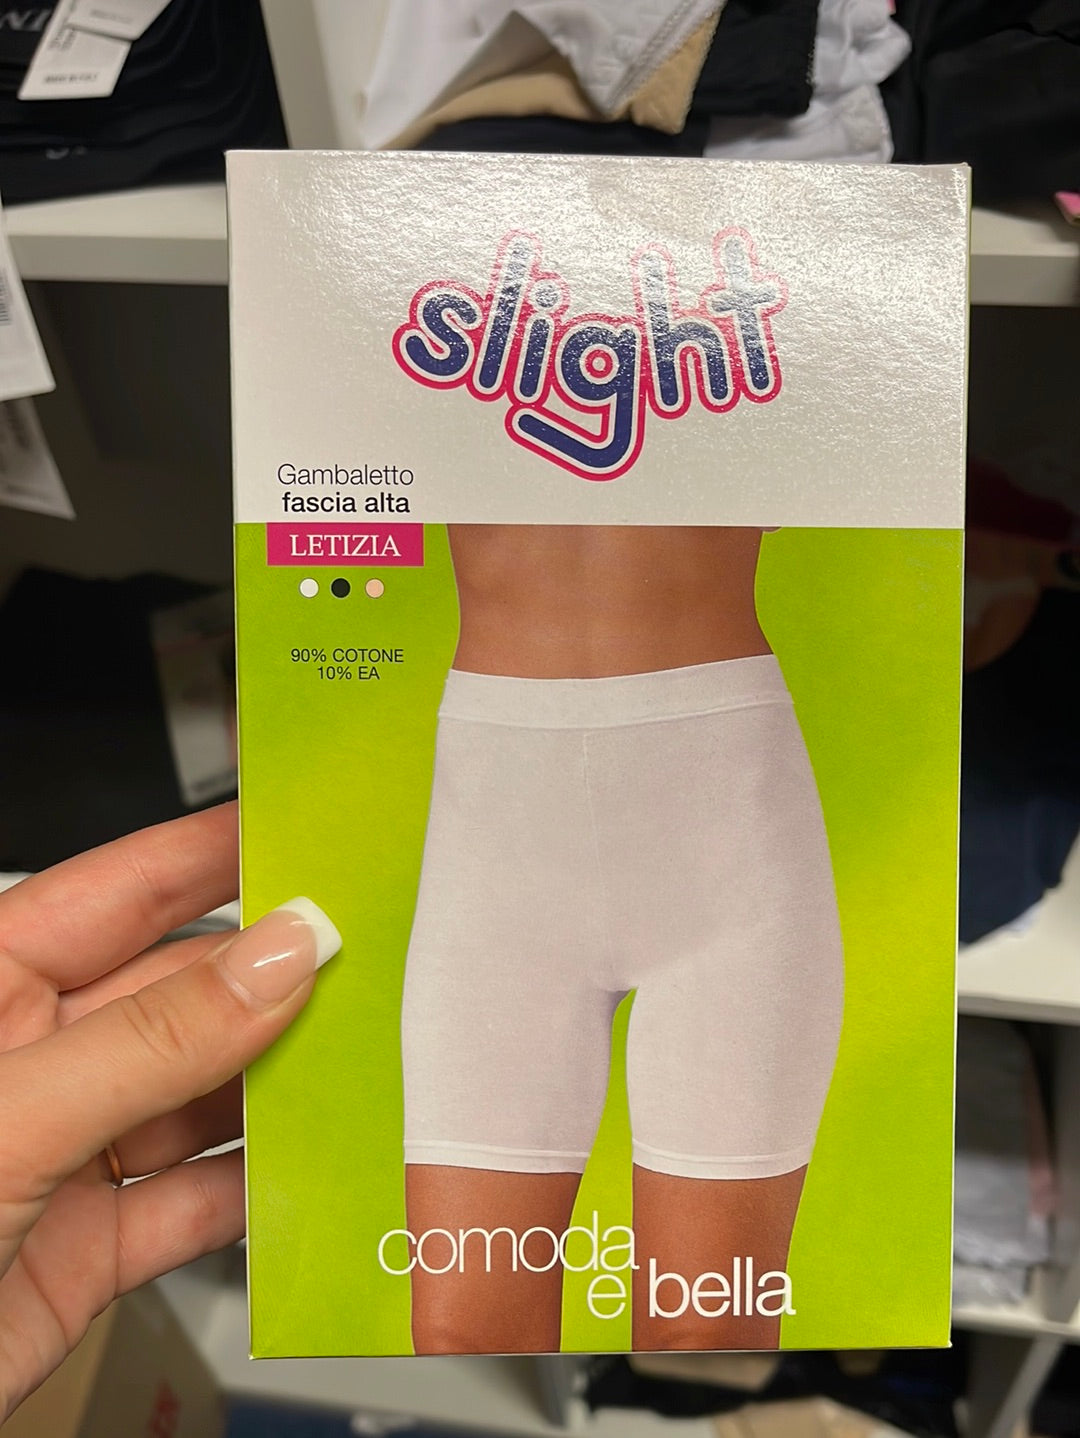 slight
Gambaletto
fascia alta
LETIZIA
90% COTONE
10% EA
comoda
e bella